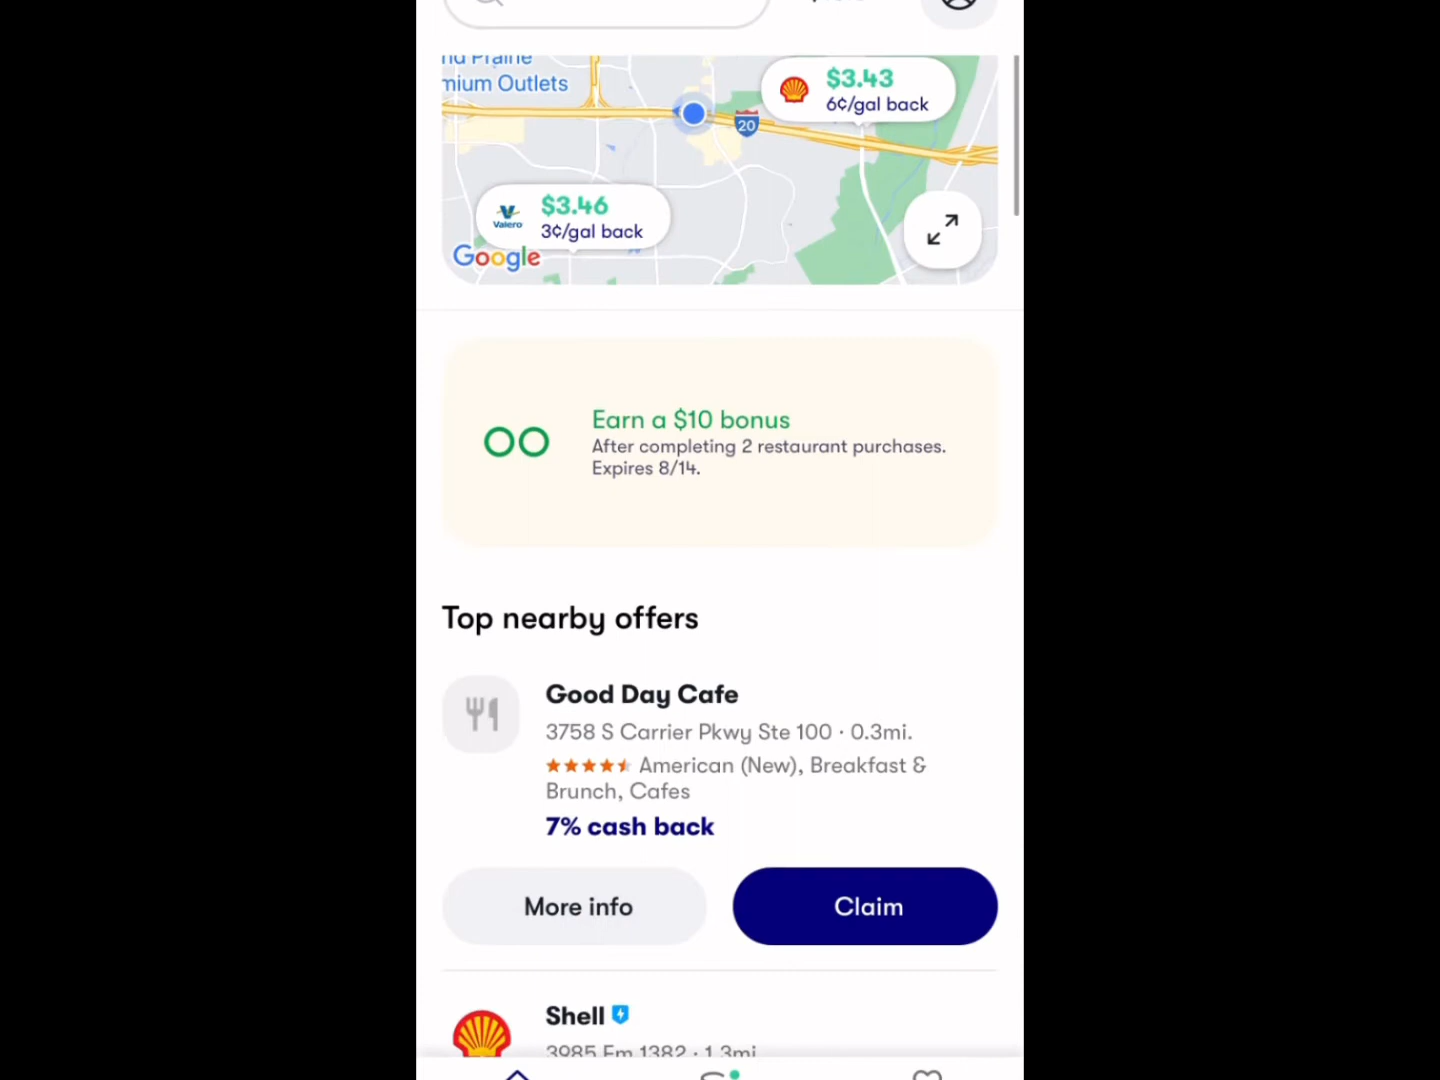 mium Outlets
$3.43
6¢/gal back
20
$3.46
Valero
3¢/gal back
Google
Earn a $10 bonus
After completing 2 restaurant purchases.
Expires 8/14.
Top nearby offers
Good Day Cafe
3758 S Carrier Pkwy Ste 100 · 0.3mi.
American (New), Breakfast &
Brunch, Cafes
7% cash back
More info
Claim
Shell
3985 Fm 1382 · 1.3mi